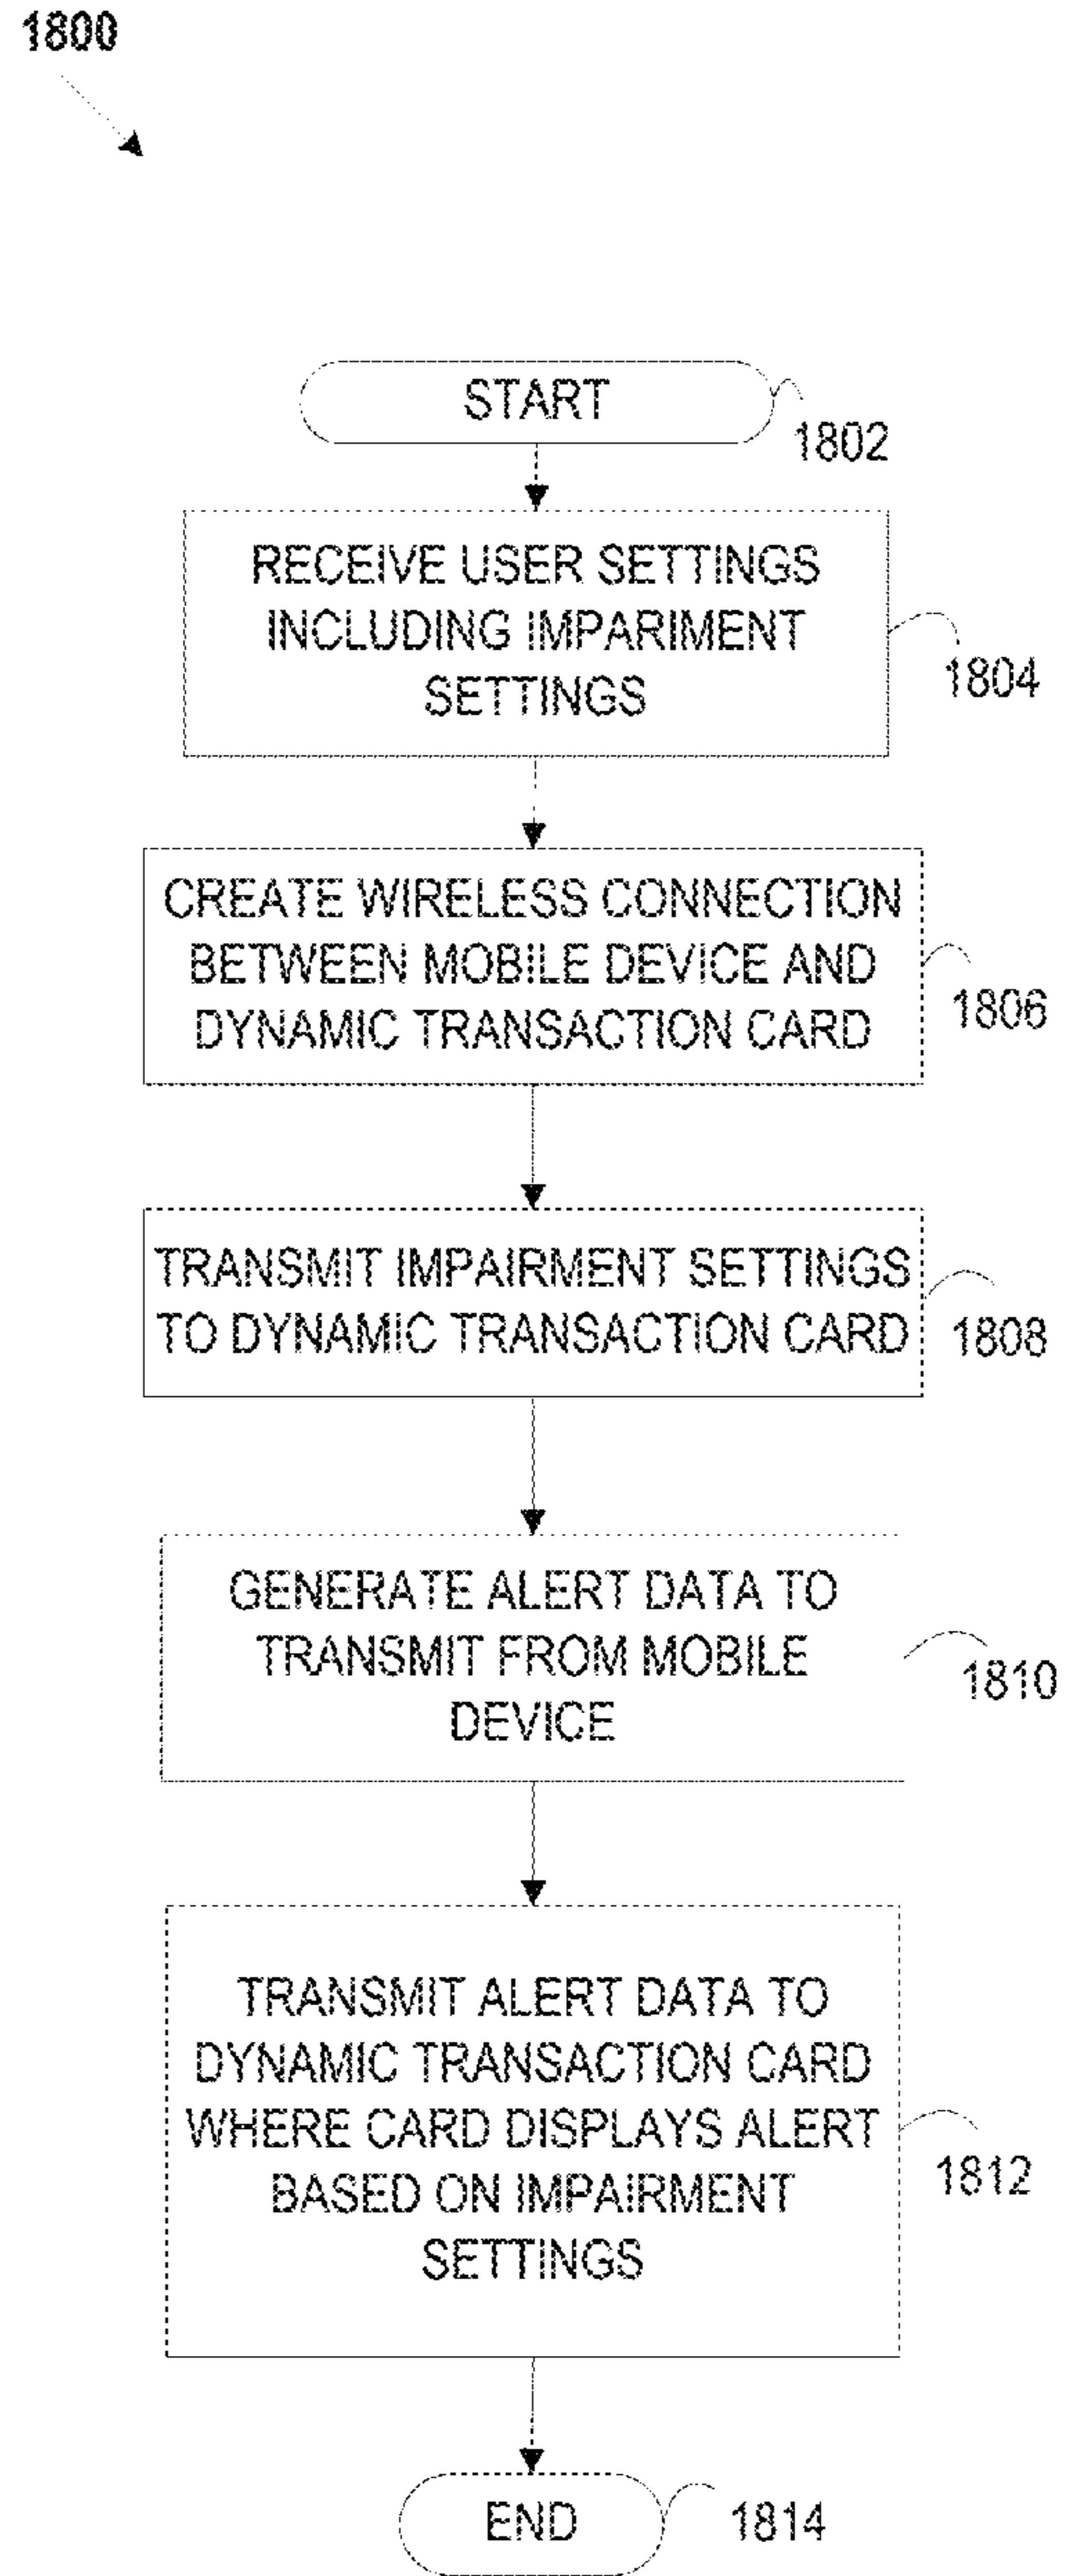 1800
START
1802
RECEIVE USER SETTINGS
INCLUDING IMPARIMENT
SETTINGS
1804
CREATE WIRELESS CONNECTION
BETWEEN MOBILE DEVICE AND
DYNAMIC TRANSACTION CARD
1806
TRANSMIT IMPAIRMENT SETTINGS
TO DYNAMIC TRANSACTION CARD
1808
GENERATE ALERT DATA TO
TRANSMIT FROM MOBILE
DEVICE
1810
TRANSMIT ALERT DATA TO
DYNAMIC TRANSACTION CARD
WHERE CARD DISPLAYS ALERT
BASED ON IMPAIRMENT
SETTINGS
1812
END
1814